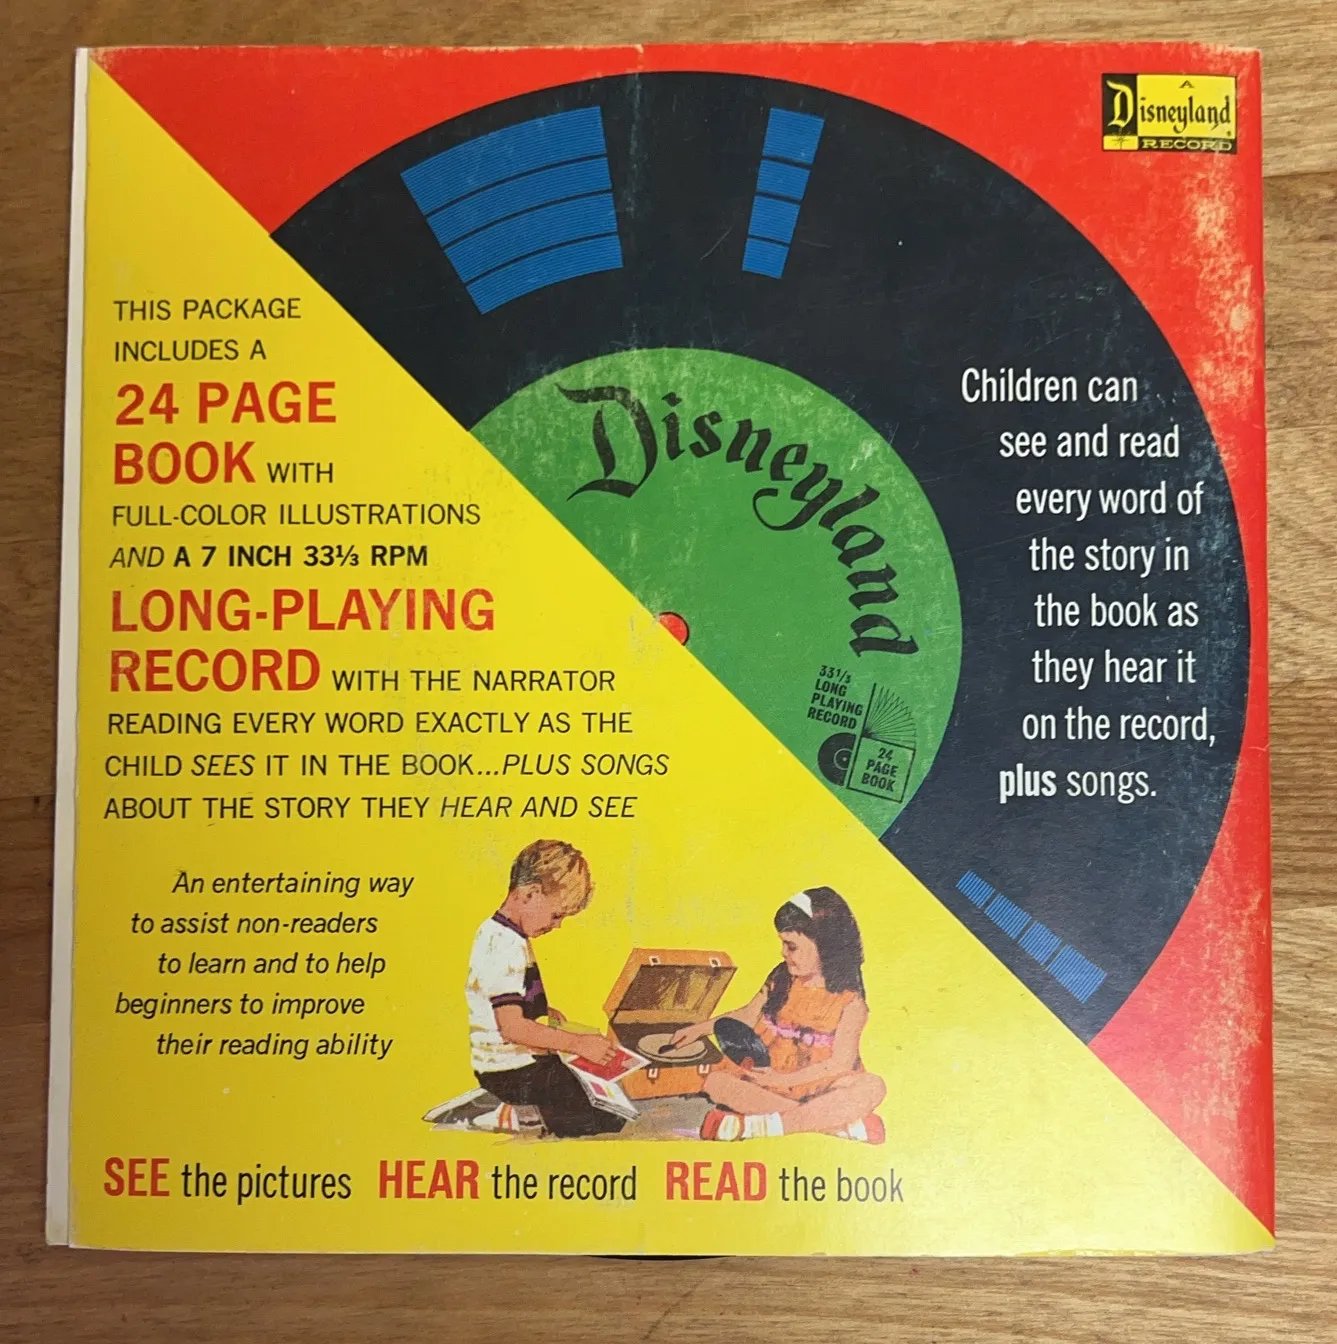 A
Disneyland
RECORD
THIS PACKAGE
INCLUDES A
24 PAGE
BOOK WITH
FULL-COLOR ILLUSTRATIONS
AND A 7 INCH 33⅓ RPM
LONG-PLAYING
RECORD WITH THE NARRATOR
READING EVERY WORD EXACTLY AS THE
CHILD SEES IT IN THE BOOK...PLUS SONGS
ABOUT THE STORY THEY HEAR AND SEE
An entertaining way
to assist non-readers
to learn and to help
beginners to improve
their reading ability
Disneyland
33⅓
LONG
PLAYING
RECORD
24
PAGE
BOOK
Children can
see and read
every word of
the story in
the book as
they hear it
on the record,
plus songs.
SEE the pictures HEAR the record READ the book